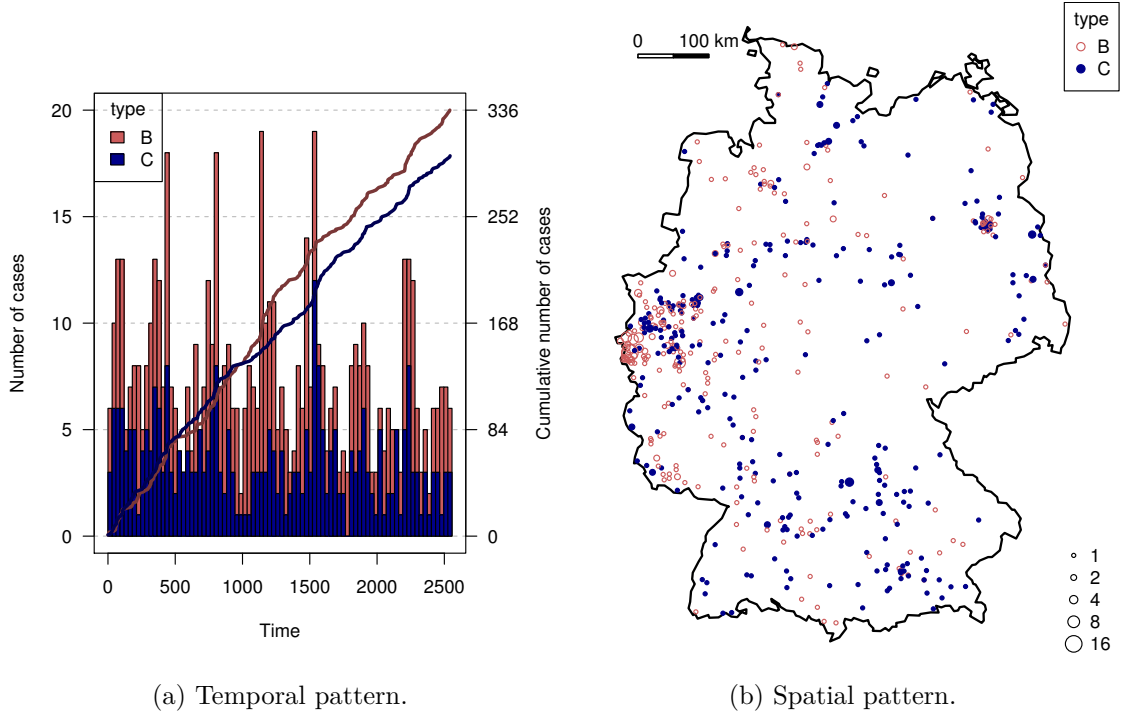 type
B
C
20
15
10
5
0
336
252
168
84
0
Number of cases
Cumulative number of cases
0 500 1000 1500 2000 2500
Time
(a) Temporal pattern.
0 100 km
type
B
C
1
2
4
8
16
(b) Spatial pattern.